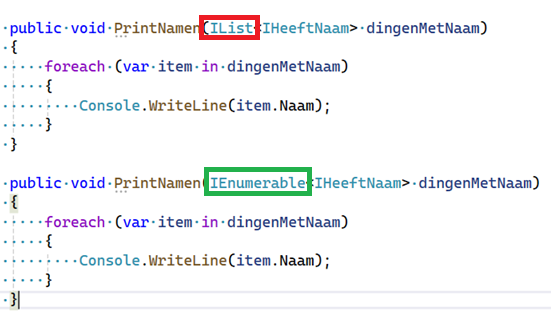 public void PrintNamen(IList<IHeeftNaam> dingenMetNaam)
{
foreach (var item in dingenMetNaam)
{
Console.WriteLine(item.Naam);
}
}
public void PrintNamen(IEnumerable<IHeeftNaam> dingenMetNaam)
{
foreach (var item in dingenMetNaam)
{
Console.WriteLine(item.Naam);
}
}